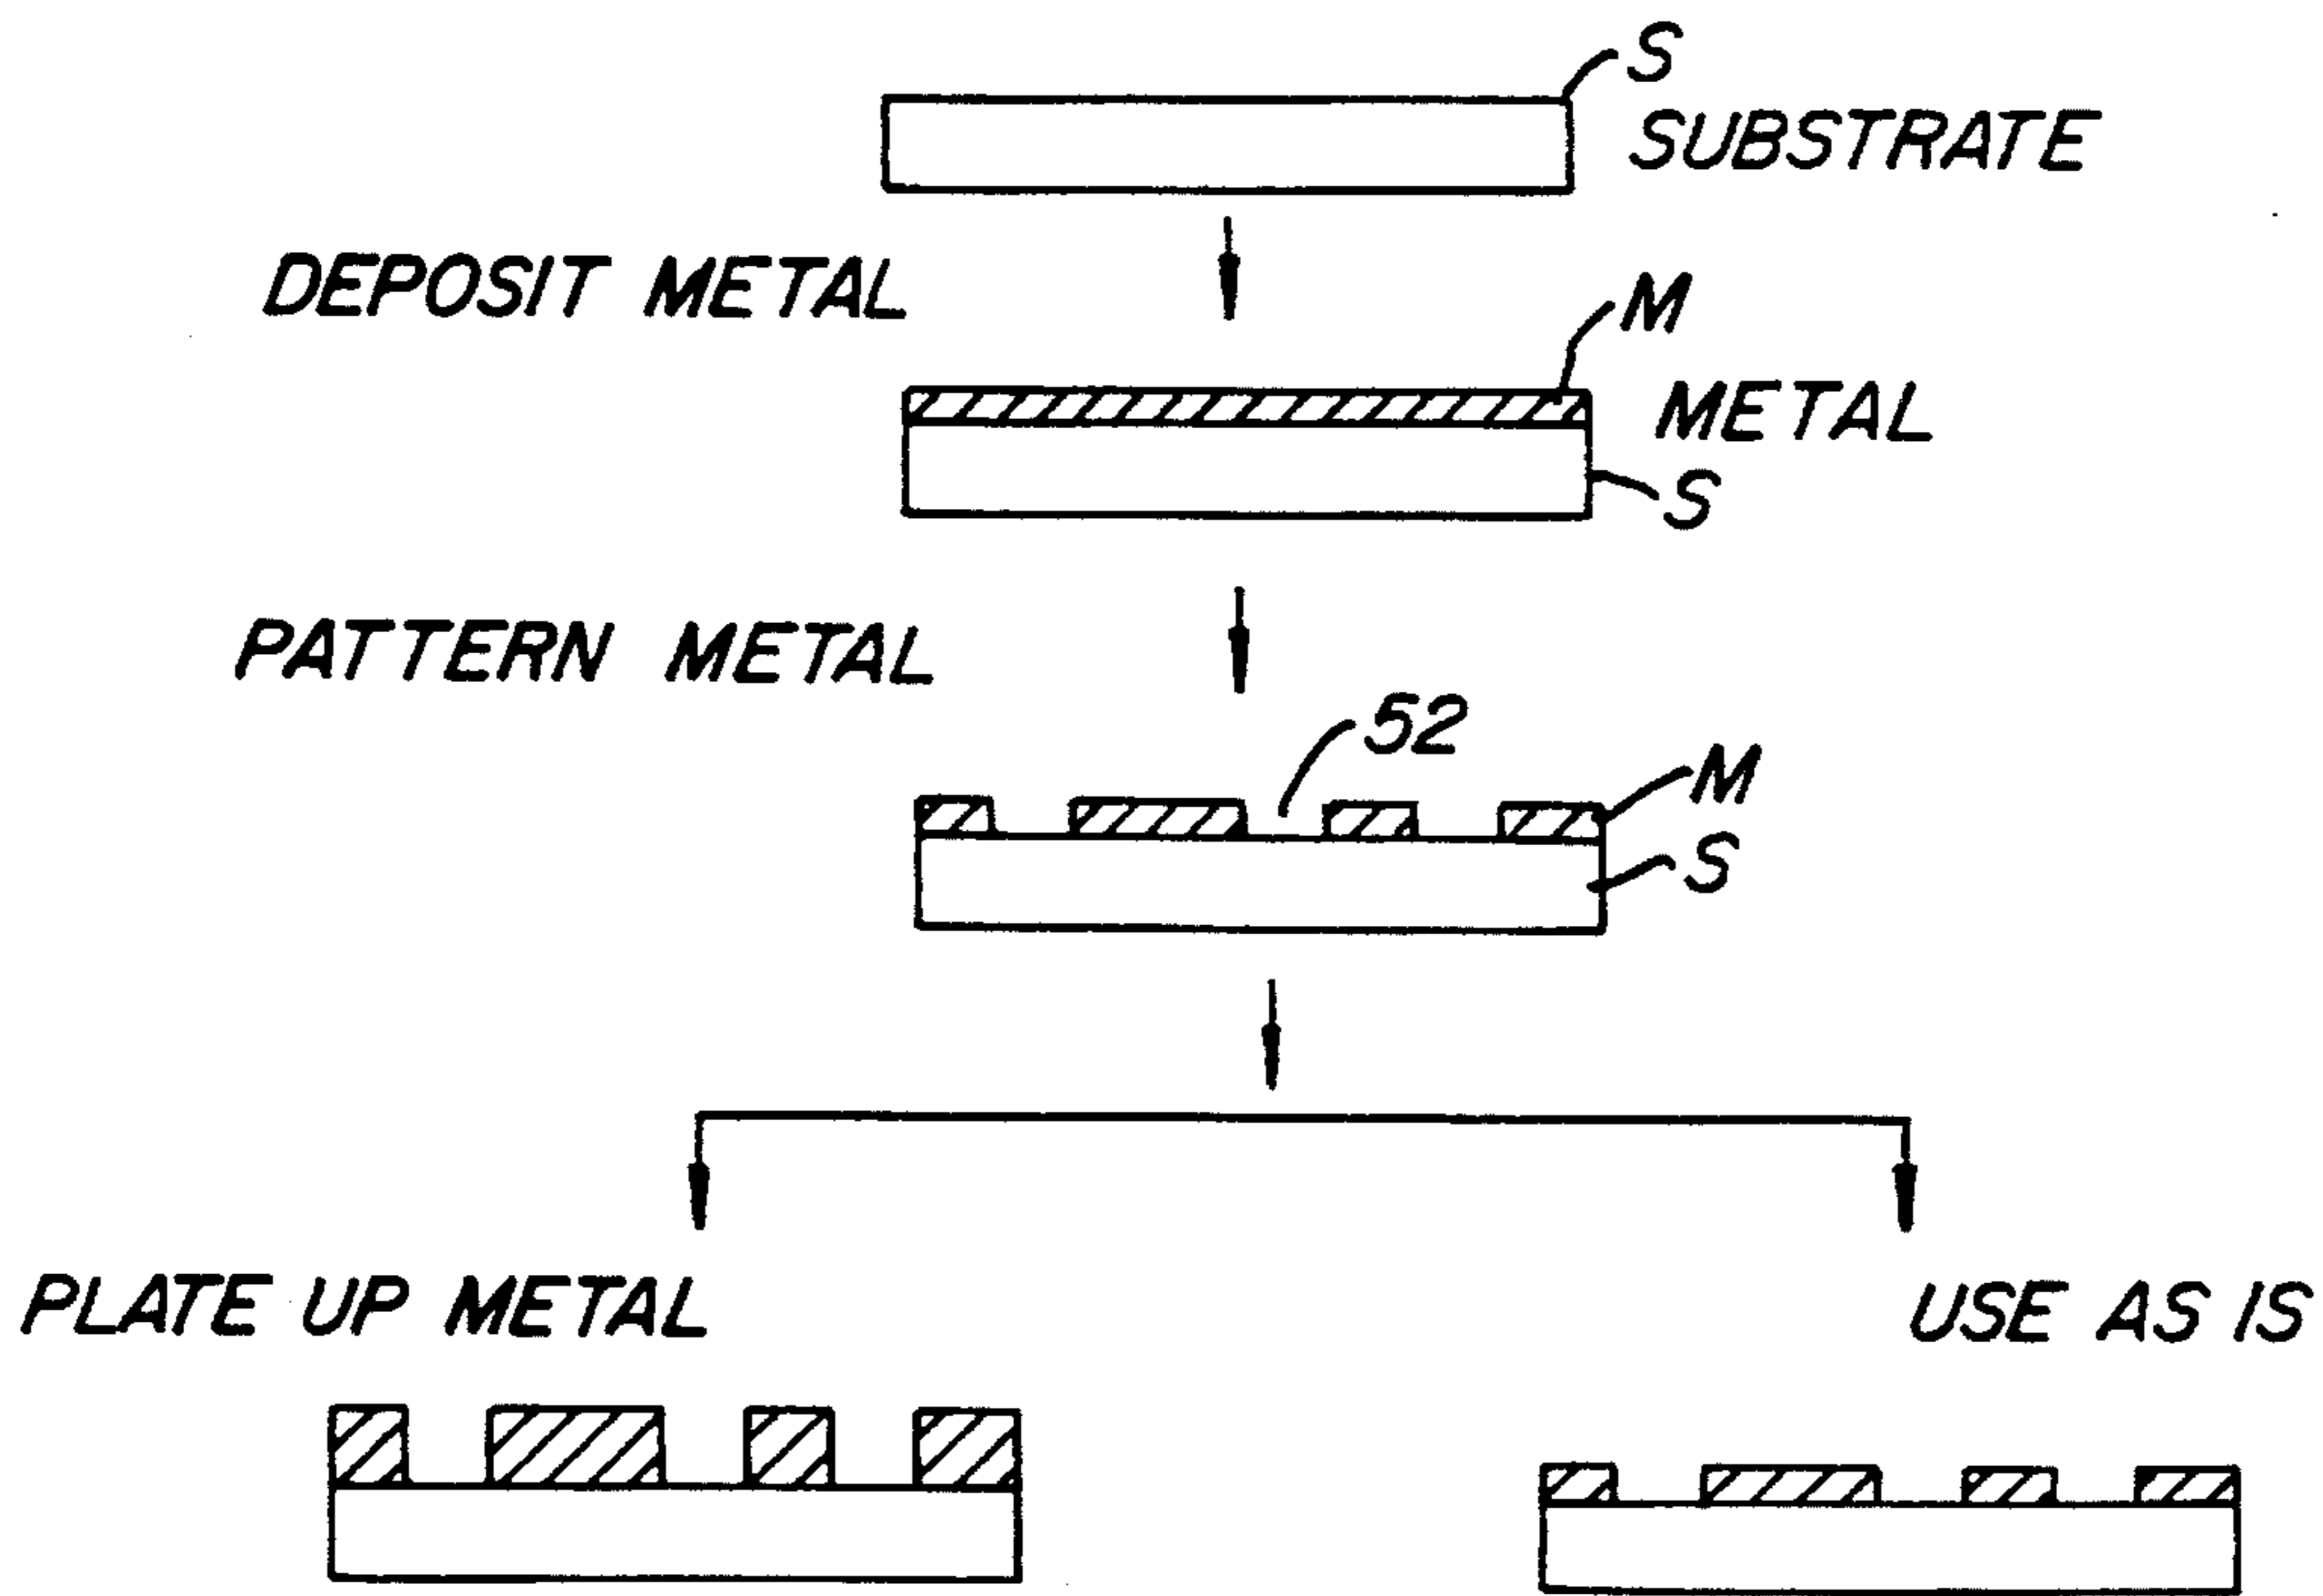 S
SUBSTRATE
DEPOSIT METAL
M
METAL
S
PATTERN METAL
52
M
S
PLATE UP METAL
USE AS IS